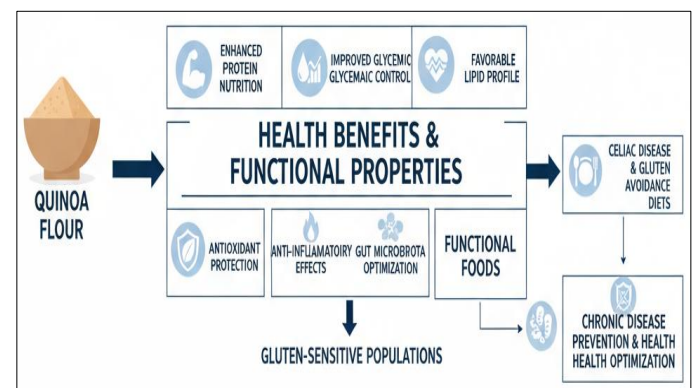 ENHANCED
PROTEIN
NUTRITION
IMPROVED GLYCEMIC
GLYCEMAIC CONTROL
FAVORABLE
LIPID PROFILE
QUINOA
FLOUR
HEALTH BENEFITS &
FUNCTIONAL PROPERTIES
CELIAC DISEASE
& GLUTEN
AVOIDANCE
DIETS
ANTIOXIDANT
PROTECTION
ANTI-INFLAMATOIRY
EFFECTS
GUT MICROBROTA
OPTIMIZATION
FUNCTIONAL
FOODS
GLUTEN-SENSITIVE POPULATIONS
CHRONIC DISEASE
PREVENTION & HEALTH
HEALTH OPTIMIZATION